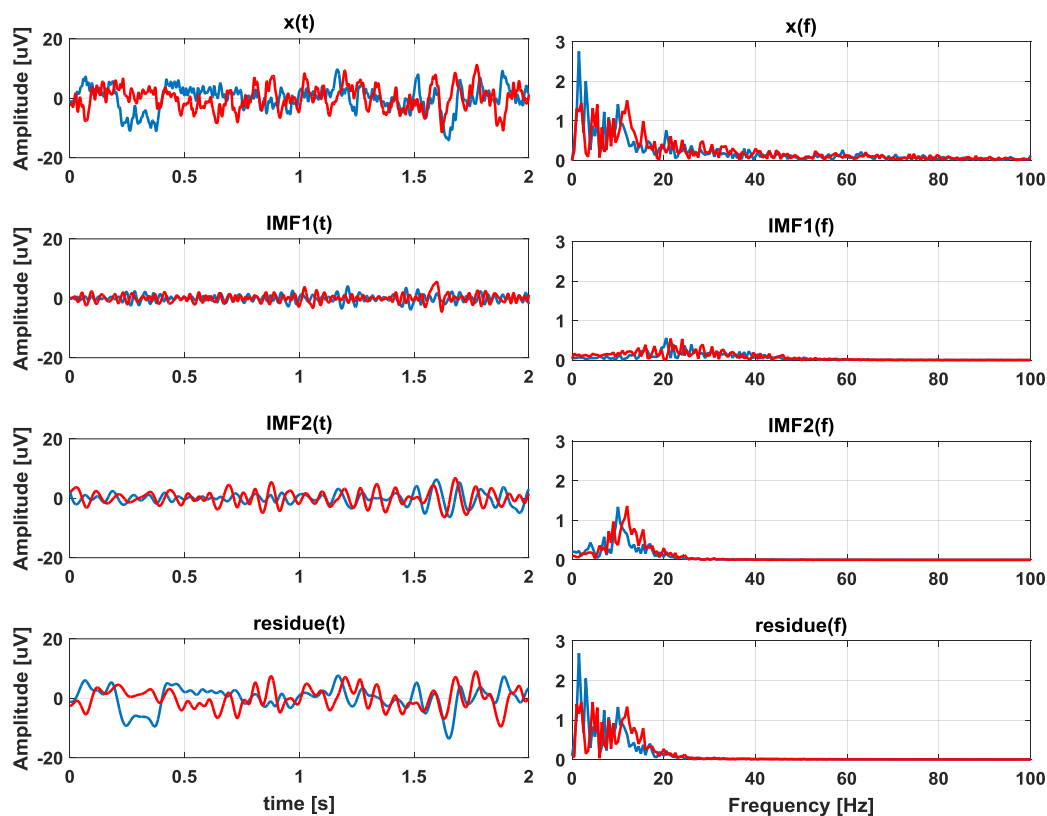 x(t)
x(f)
Amplitude [uV]
20
0
-20
0 0.5 1 1.5 2
3
2
1
0
0 20 40 60 80 100
IMF1(t)
IMF1(f)
Amplitude [uV]
20
0
-20
0 0.5 1 1.5 2
3
2
1
0
0 20 40 60 80 100
IMF2(t)
IMF2(f)
Amplitude [uV]
20
0
-20
0 0.5 1 1.5 2
3
2
1
0
0 20 40 60 80 100
residue(t)
residue(f)
Amplitude [uV]
20
0
-20
0 0.5 1 1.5 2
time [s]
3
2
1
0
0 20 40 60 80 100
Frequency [Hz]